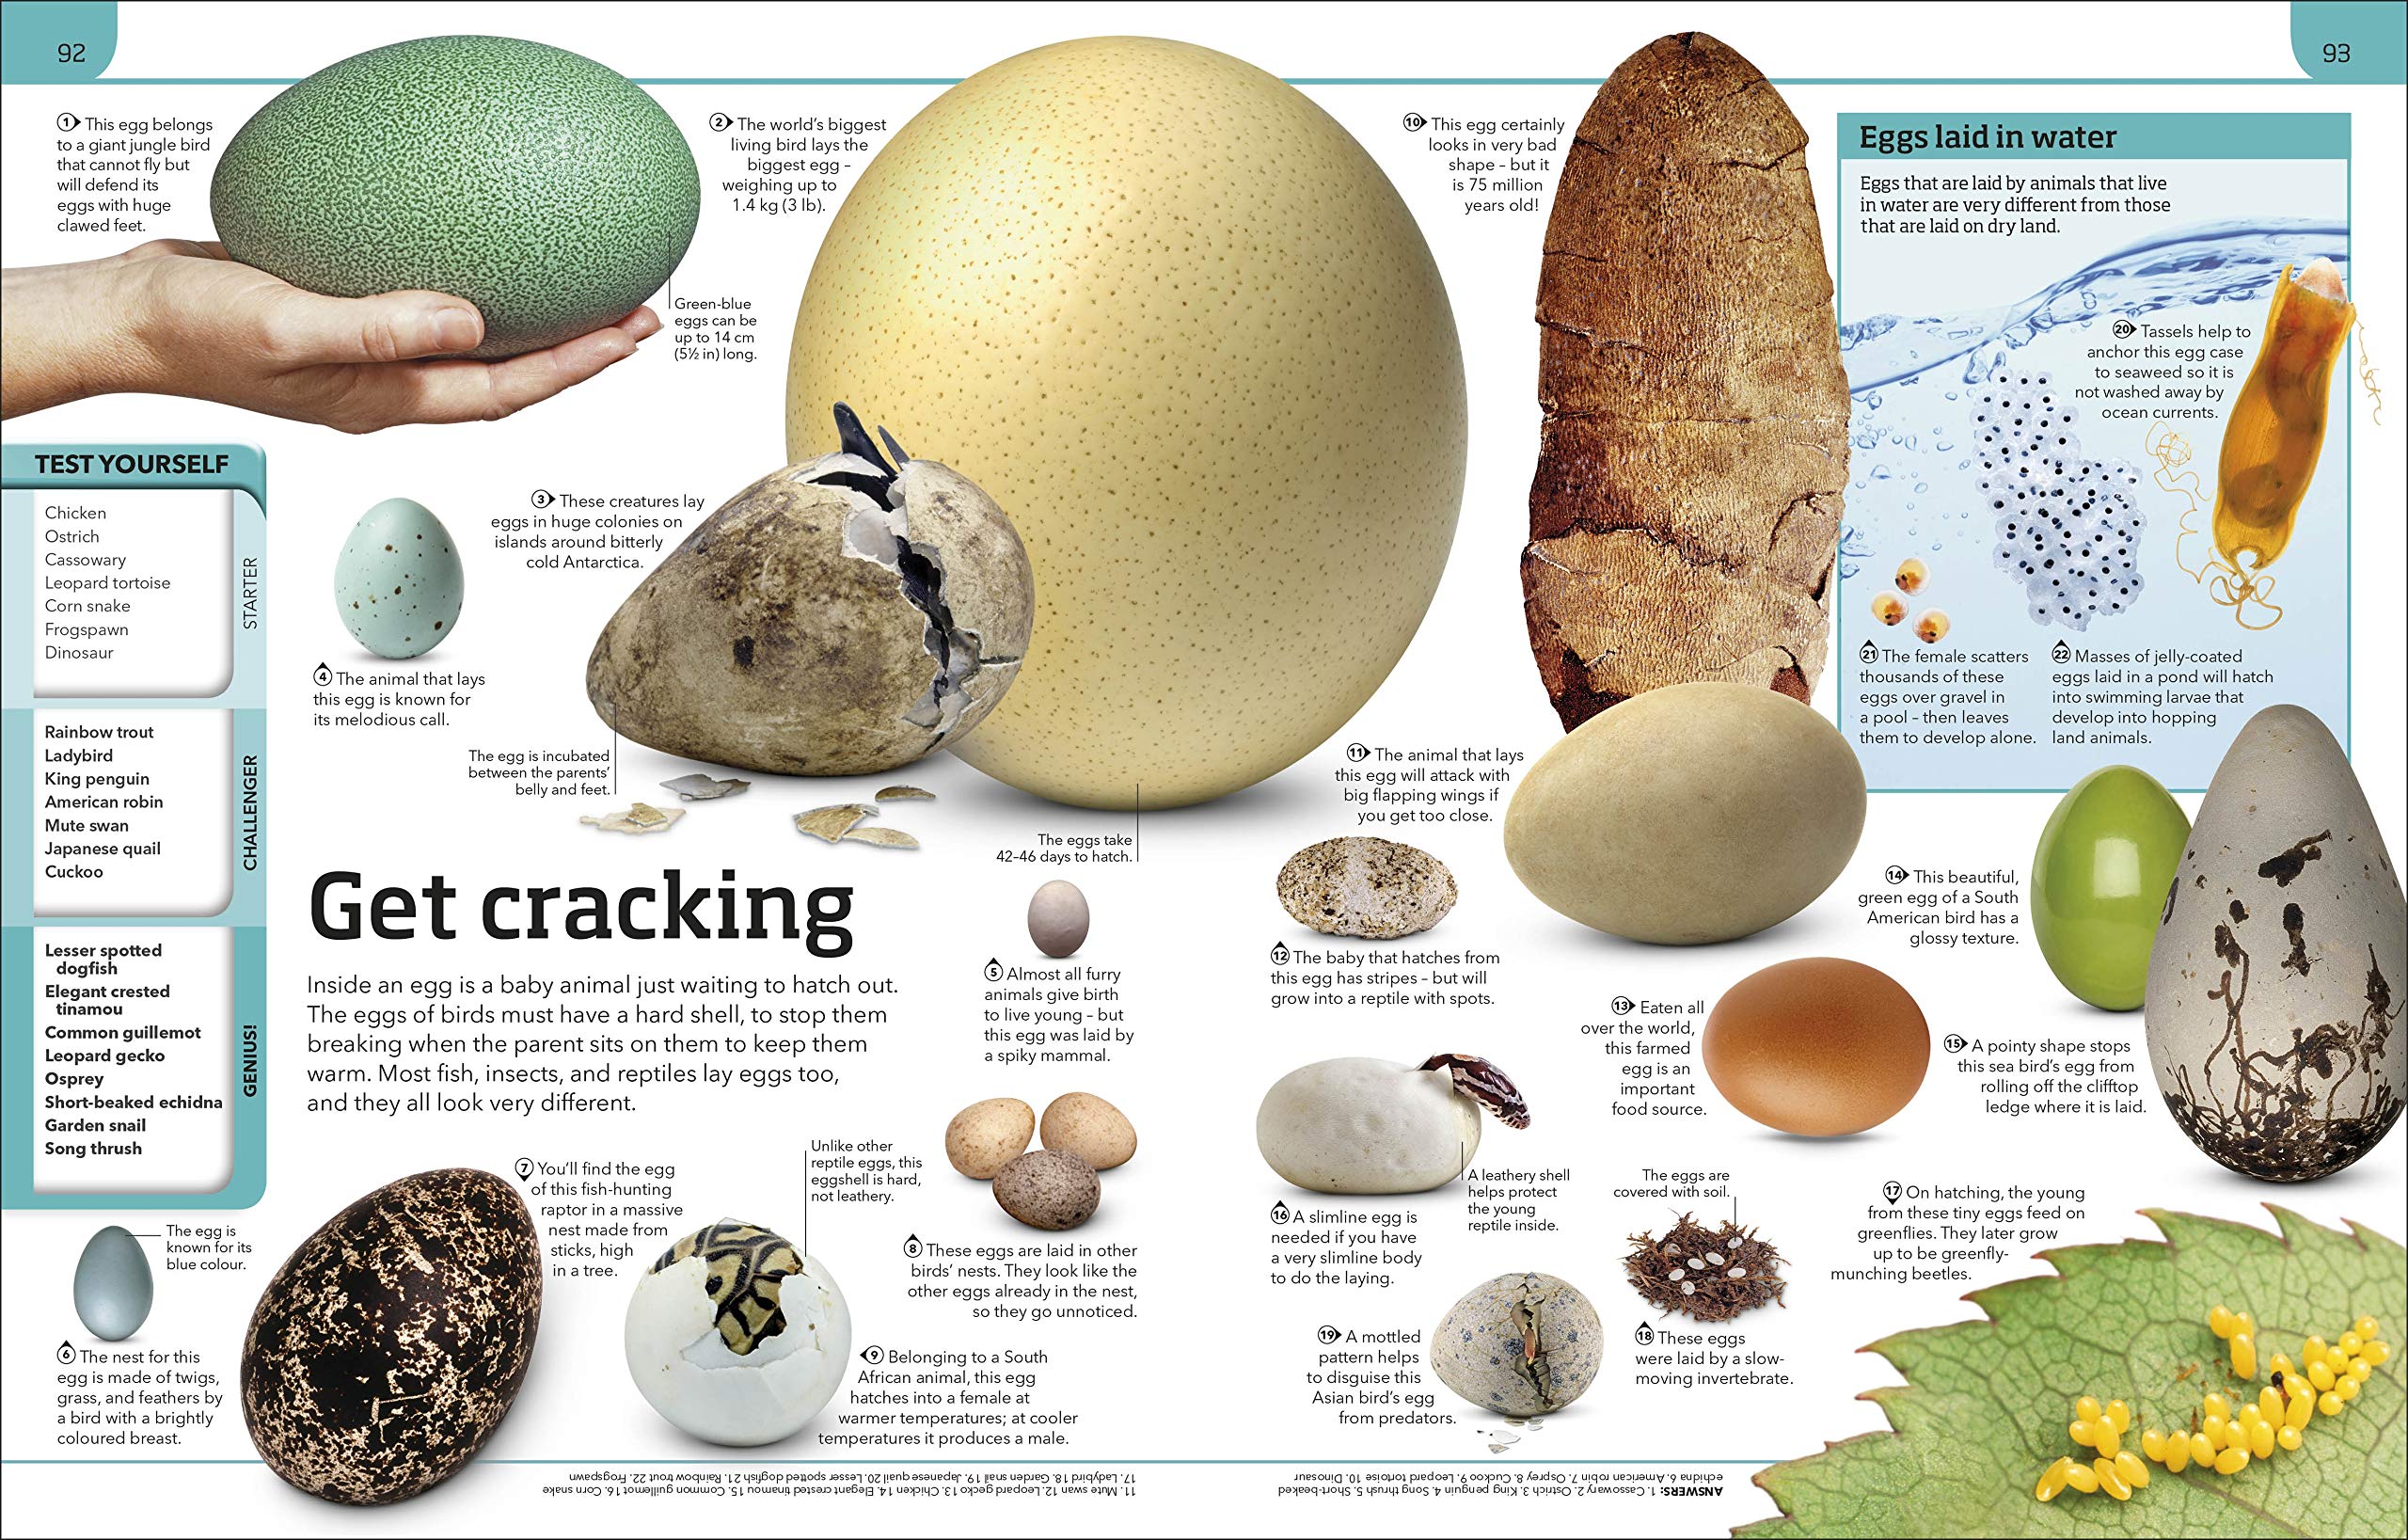 92
93
1 This egg belongs
to a giant jungle bird
that cannot fly but
will defend its
eggs with huge
clawed feet.
Green-blue
eggs can be
up to 14 cm
(5½ in) long.
2 The world's biggest
living bird lays the
biggest egg –
weighing up to
1.4 kg (3 lb).
The eggs take
42–46 days to hatch.
3 These creatures lay
eggs in huge colonies on
islands around bitterly
cold Antarctica.
The egg is incubated
between the parents'
belly and feet.
4 The animal that lays
this egg is known for
its melodious call.
TEST YOURSELF
Chicken
Ostrich
Cassowary
Leopard tortoise
Corn snake
Frogspawn
Dinosaur
STARTER
Rainbow trout
Ladybird
King penguin
American robin
Mute swan
Japanese quail
Cuckoo
CHALLENGER
Lesser spotted
dogfish
Elegant crested
tinamou
Common guillemot
Leopard gecko
Osprey
Short-beaked echidna
Garden snail
Song thrush
GENIUS!
Get cracking
Inside an egg is a baby animal just waiting to hatch out.
The eggs of birds must have a hard shell, to stop them
breaking when the parent sits on them to keep them
warm. Most fish, insects, and reptiles lay eggs too,
and they all look very different.
5 Almost all furry
animals give birth
to live young – but
this egg was laid by
a spiky mammal.
The egg is
known for its
blue colour.
6 The nest for this
egg is made of twigs,
grass, and feathers by
a bird with a brightly
coloured breast.
7 You'll find the egg
of this fish-hunting
raptor in a massive
nest made from
sticks, high
in a tree.
Unlike other
reptile eggs, this
eggshell is hard,
not leathery.
8 These eggs are laid in other
birds' nests. They look like the
other eggs already in the nest,
so they go unnoticed.
9 Belonging to a South
African animal, this egg
hatches into a female at
warmer temperatures; at cooler
temperatures it produces a male.
10 This egg certainly
looks in very bad
shape – but it
is 75 million
years old!
Eggs laid in water
Eggs that are laid by animals that live
in water are very different from those
that are laid on dry land.
20 Tassels help to
anchor this egg case
to seaweed so it is
not washed away by
ocean currents.
21 The female scatters
thousands of these
eggs over gravel in
a pool – then leaves
them to develop alone.
22 Masses of jelly-coated
eggs laid in a pond will hatch
into swimming larvae that
develop into hopping
land animals.
11 The animal that lays
this egg will attack with
big flapping wings if
you get too close.
12 The baby that hatches from
this egg has stripes – but will
grow into a reptile with spots.
13 Eaten all
over the world,
this farmed
egg is an
important
food source.
14 This beautiful,
green egg of a South
American bird has a
glossy texture.
15 A pointy shape stops
this sea bird's egg from
rolling off the clifftop
ledge where it is laid.
A leathery shell
helps protect
the young
reptile inside.
16 A slimline egg is
needed if you have
a very slimline body
to do the laying.
The eggs are
covered with soil.
17 On hatching, the young
from these tiny eggs feed on
greenflies. They later grow
up to be greenfly-
munching beetles.
18 These eggs
were laid by a slow-
moving invertebrate.
19 A mottled
pattern helps
to disguise this
Asian bird's egg
from predators.
ANSWERS: 1. Cassowary 2. Ostrich 3. King penguin 4. Song thrush 5. Short-beaked
echidna 6. American robin 7. Osprey 8. Cuckoo 9. Leopard tortoise 10. Dinosaur
11. Mute swan 12. Leopard gecko 13. Chicken 14. Elegant crested tinamou 15. Common guillemot 16. Corn snake
17. Ladybird 18. Garden snail 19. Japanese quail 20. Lesser spotted dogfish 21. Rainbow trout 22. Frogspawn